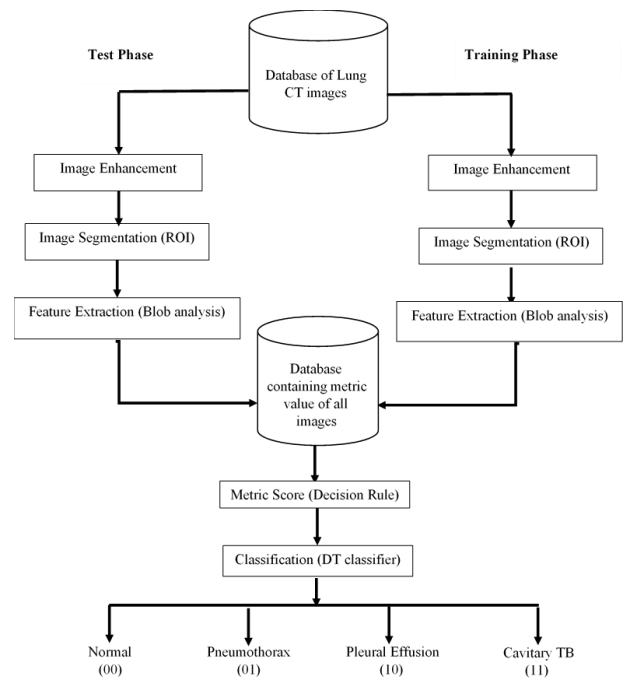 Test Phase
Database of Lung
CT images
Training Phase
Image Enhancement
Image Enhancement
Image Segmentation (ROI)
Image Segmentation (ROI)
Feature Extraction (Blob analysis)
Feature Extraction (Blob analysis)
Database
containing metric
value of all
images
Metric Score (Decision Rule)
Classification (DT classifier)
Normal
(00)
Pneumothorax
(01)
Pleural Effusion
(10)
Cavitary TB
(11)